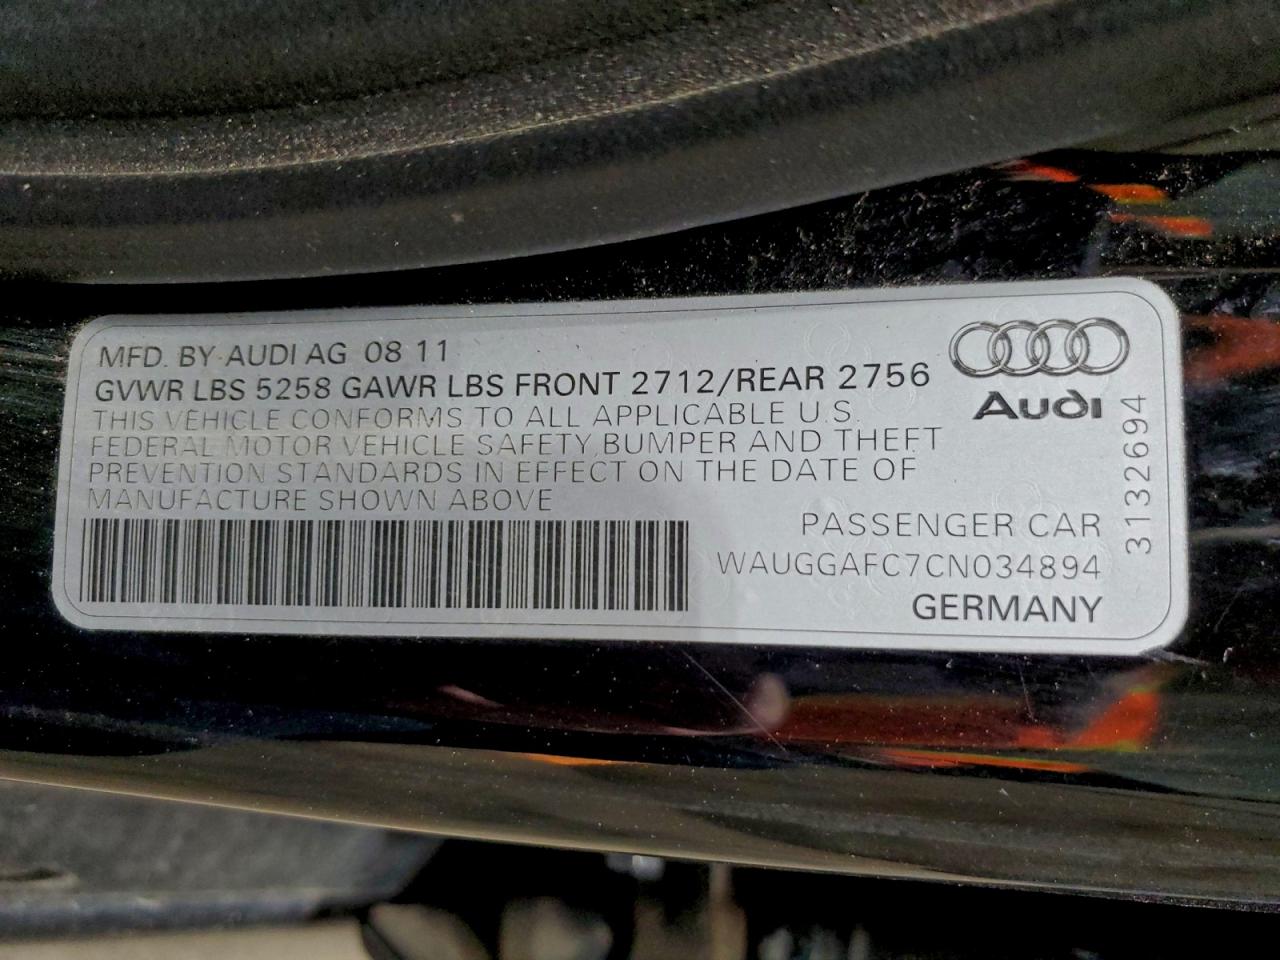 MFD. BY AUDI AG 08 11
GVWR LBS 5258 GAWR LBS FRONT 2712/REAR 2756
THIS VEHICLE CONFORMS TO ALL APPLICABLE U.S.
FEDERAL MOTOR VEHICLE SAFETY, BUMPER AND THEFT
PREVENTION STANDARDS IN EFFECT ON THE DATE OF
MANUFACTURE SHOWN ABOVE
Audi
3132694
PASSENGER CAR
WAUGGAFC7CN034894
GERMANY